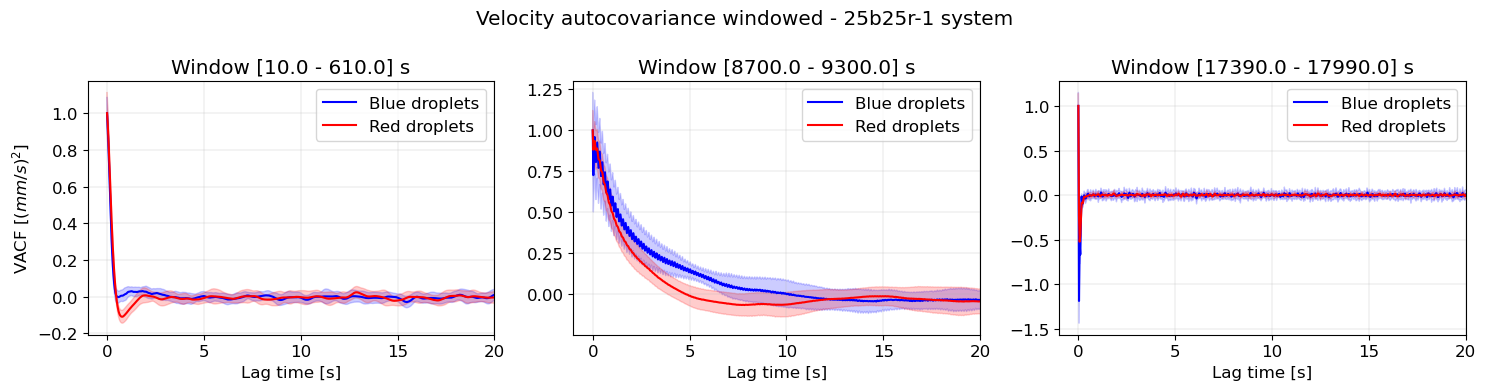 Velocity autocovariance windowed - 25b25r-1 system
Window [10.0 - 610.0] s
VACF [(mm/s)²]
1.0
0.8
0.6
0.4
0.2
0.0
−0.2
Blue droplets
Red droplets
0 5 10 15 20
Lag time [s]
Window [8700.0 - 9300.0] s
1.25
1.00
0.75
0.50
0.25
0.00
Blue droplets
Red droplets
0 5 10 15 20
Lag time [s]
Window [17390.0 - 17990.0] s
1.0
0.5
0.0
−0.5
−1.0
−1.5
Blue droplets
Red droplets
0 5 10 15 20
Lag time [s]